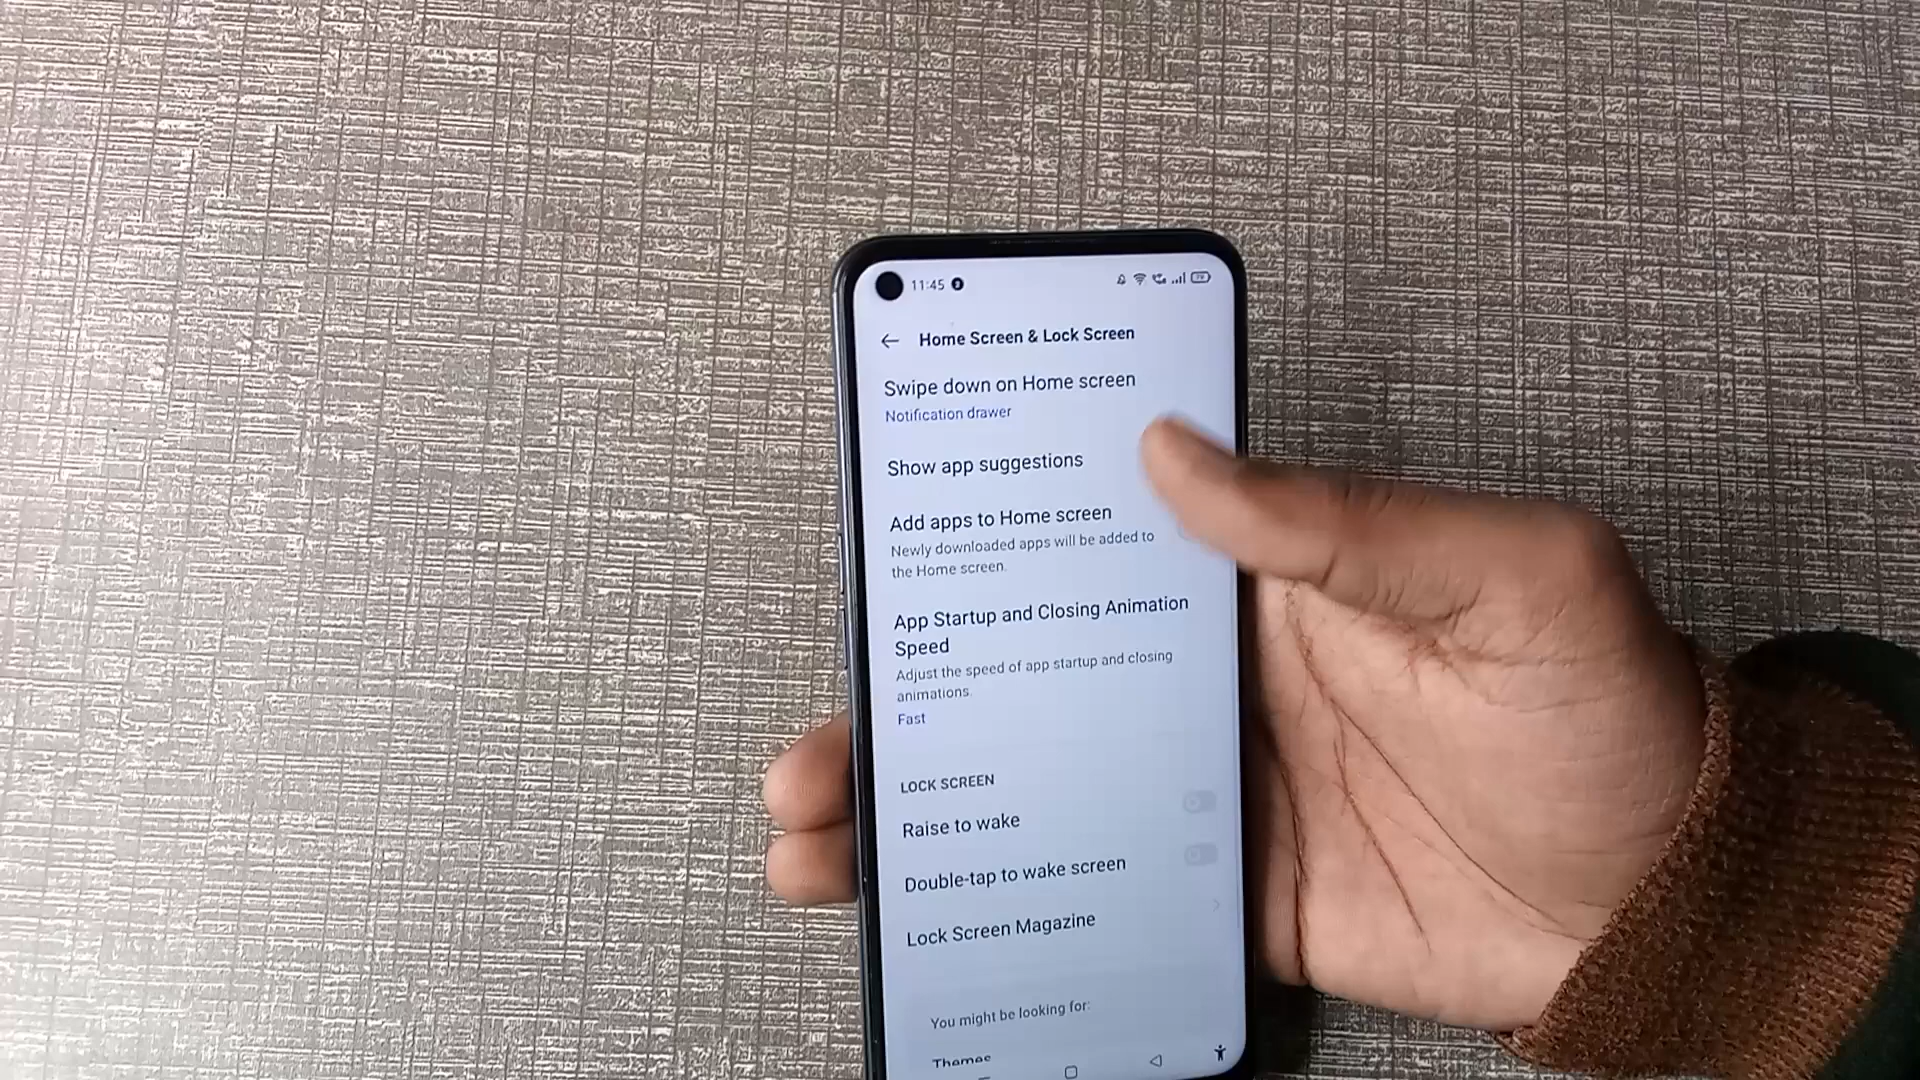 11:45
Home Screen & Lock Screen
Swipe down on Home screen
Notification drawer
Show app suggestions
Add apps to Home screen
Newly downloaded apps will be added to
the Home screen.
App Startup and Closing Animation
Speed
Adjust the speed of app startup and closing
animations.
Fast
LOCK SCREEN
Raise to wake
Double-tap to wake screen
Lock Screen Magazine
You might be looking for:
Themes